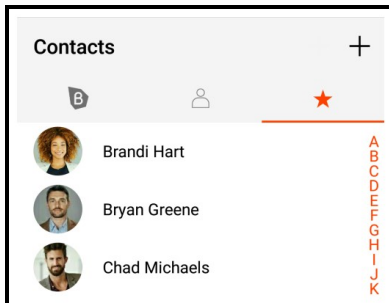 Contacts
B
Brandi Hart
Bryan Greene
Chad Michaels
A
B
C
D
E
F
G
H
I
J
K